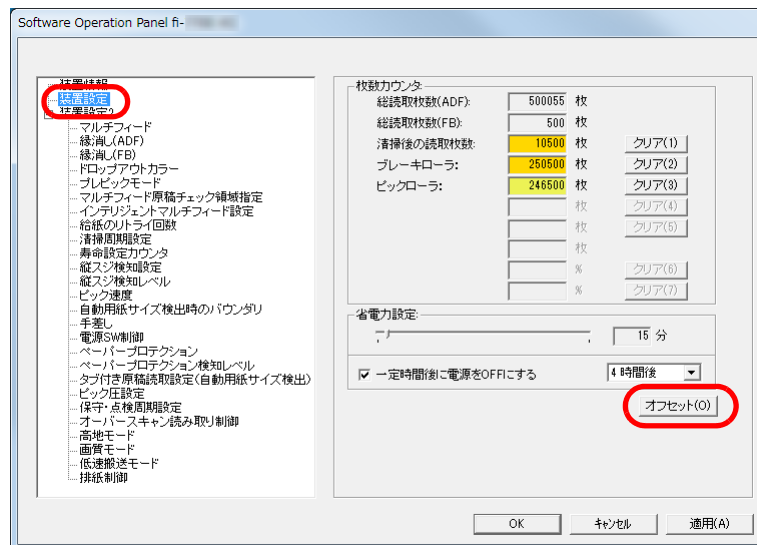 Software Operation Panel fi-
装置情報
装置設定
装置設定2
マルチフィード
縁消し(ADF)
縁消し(FB)
ドロップアウトカラー
プレピックモード
マルチフィード原稿チェック領域指定
インテリジェントマルチフィード設定
給紙のリトライ回数
清掃周期設定
寿命設定カウンタ
縦スジ検知設定
縦スジ検知レベル
ピック速度
自動用紙サイズ検出時のバウンダリ
手差し
電源SW制御
ペーパープロテクション
ペーパープロテクション検知レベル
タブ付き原稿読取設定(自動用紙サイズ検出)
ピック圧設定
保守・点検周期設定
オーバースキャン読み取り制御
高地モード
画質モード
低速搬送モード
排紙制御
枚数カウンタ
総読取枚数(ADF): 500055 枚
総読取枚数(FB): 500 枚
清掃後の読取枚数: 10500 枚 クリア(1)
ブレーキローラ: 250500 枚 クリア(2)
ピックローラ: 246500 枚 クリア(3)
枚 クリア(4)
枚 クリア(5)
枚
% クリア(6)
% クリア(7)
省電力設定:
15 分
一定時間後に電源をOFFにする 4 時間後
オフセット(O)
OK キャンセル 適用(A)